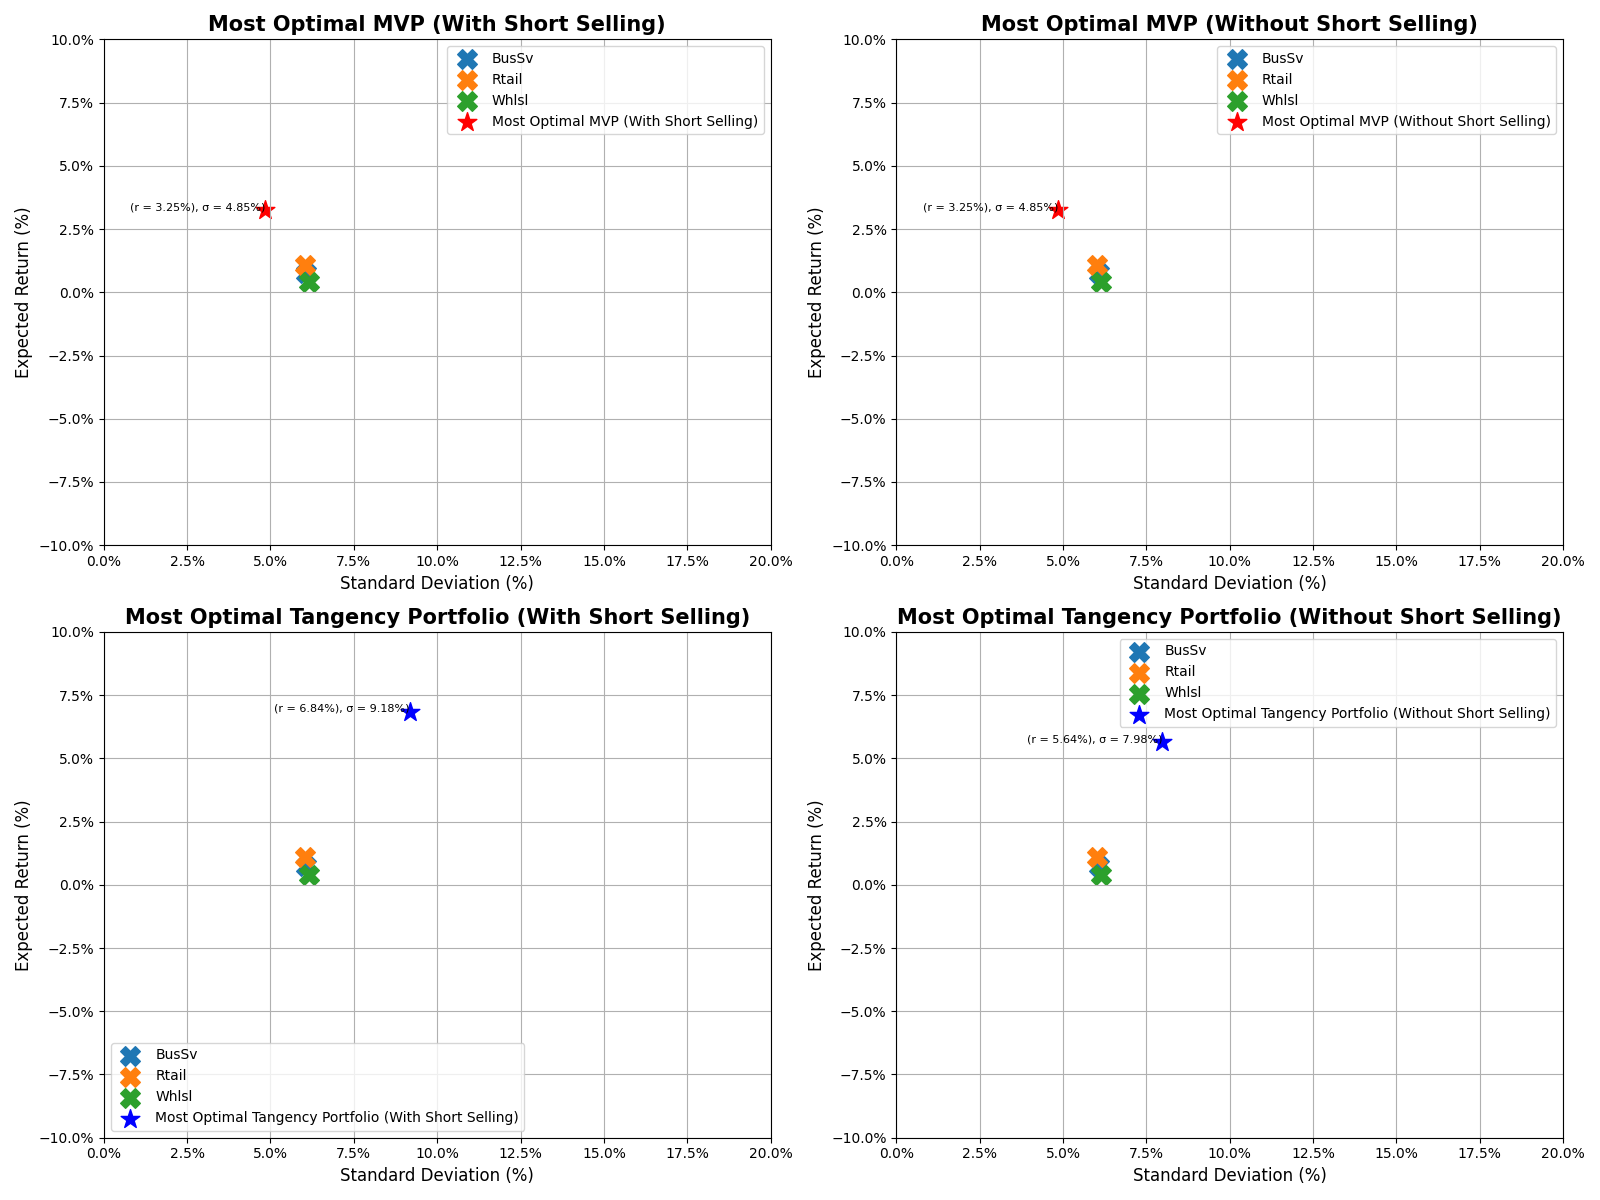 Most Optimal MVP (With Short Selling)
10.0%
7.5%
5.0%
2.5%
0.0%
−2.5%
−5.0%
−7.5%
−10.0%
Expected Return (%)
BusSv
Rtail
Whlsl
Most Optimal MVP (With Short Selling)
(r = 3.25%), σ = 4.85%)
0.0% 2.5% 5.0% 7.5% 10.0% 12.5% 15.0% 17.5% 20.0%
Standard Deviation (%)
Most Optimal MVP (Without Short Selling)
10.0%
7.5%
5.0%
2.5%
0.0%
−2.5%
−5.0%
−7.5%
−10.0%
Expected Return (%)
BusSv
Rtail
Whlsl
Most Optimal MVP (Without Short Selling)
(r = 3.25%), σ = 4.85%)
0.0% 2.5% 5.0% 7.5% 10.0% 12.5% 15.0% 17.5% 20.0%
Standard Deviation (%)
Most Optimal Tangency Portfolio (With Short Selling)
10.0%
7.5%
5.0%
2.5%
0.0%
−2.5%
−5.0%
−7.5%
−10.0%
Expected Return (%)
(r = 6.84%), σ = 9.18%)
BusSv
Rtail
Whlsl
Most Optimal Tangency Portfolio (With Short Selling)
0.0% 2.5% 5.0% 7.5% 10.0% 12.5% 15.0% 17.5% 20.0%
Standard Deviation (%)
Most Optimal Tangency Portfolio (Without Short Selling)
10.0%
7.5%
5.0%
2.5%
0.0%
−2.5%
−5.0%
−7.5%
−10.0%
Expected Return (%)
BusSv
Rtail
Whlsl
Most Optimal Tangency Portfolio (Without Short Selling)
(r = 5.64%), σ = 7.98%)
0.0% 2.5% 5.0% 7.5% 10.0% 12.5% 15.0% 17.5% 20.0%
Standard Deviation (%)